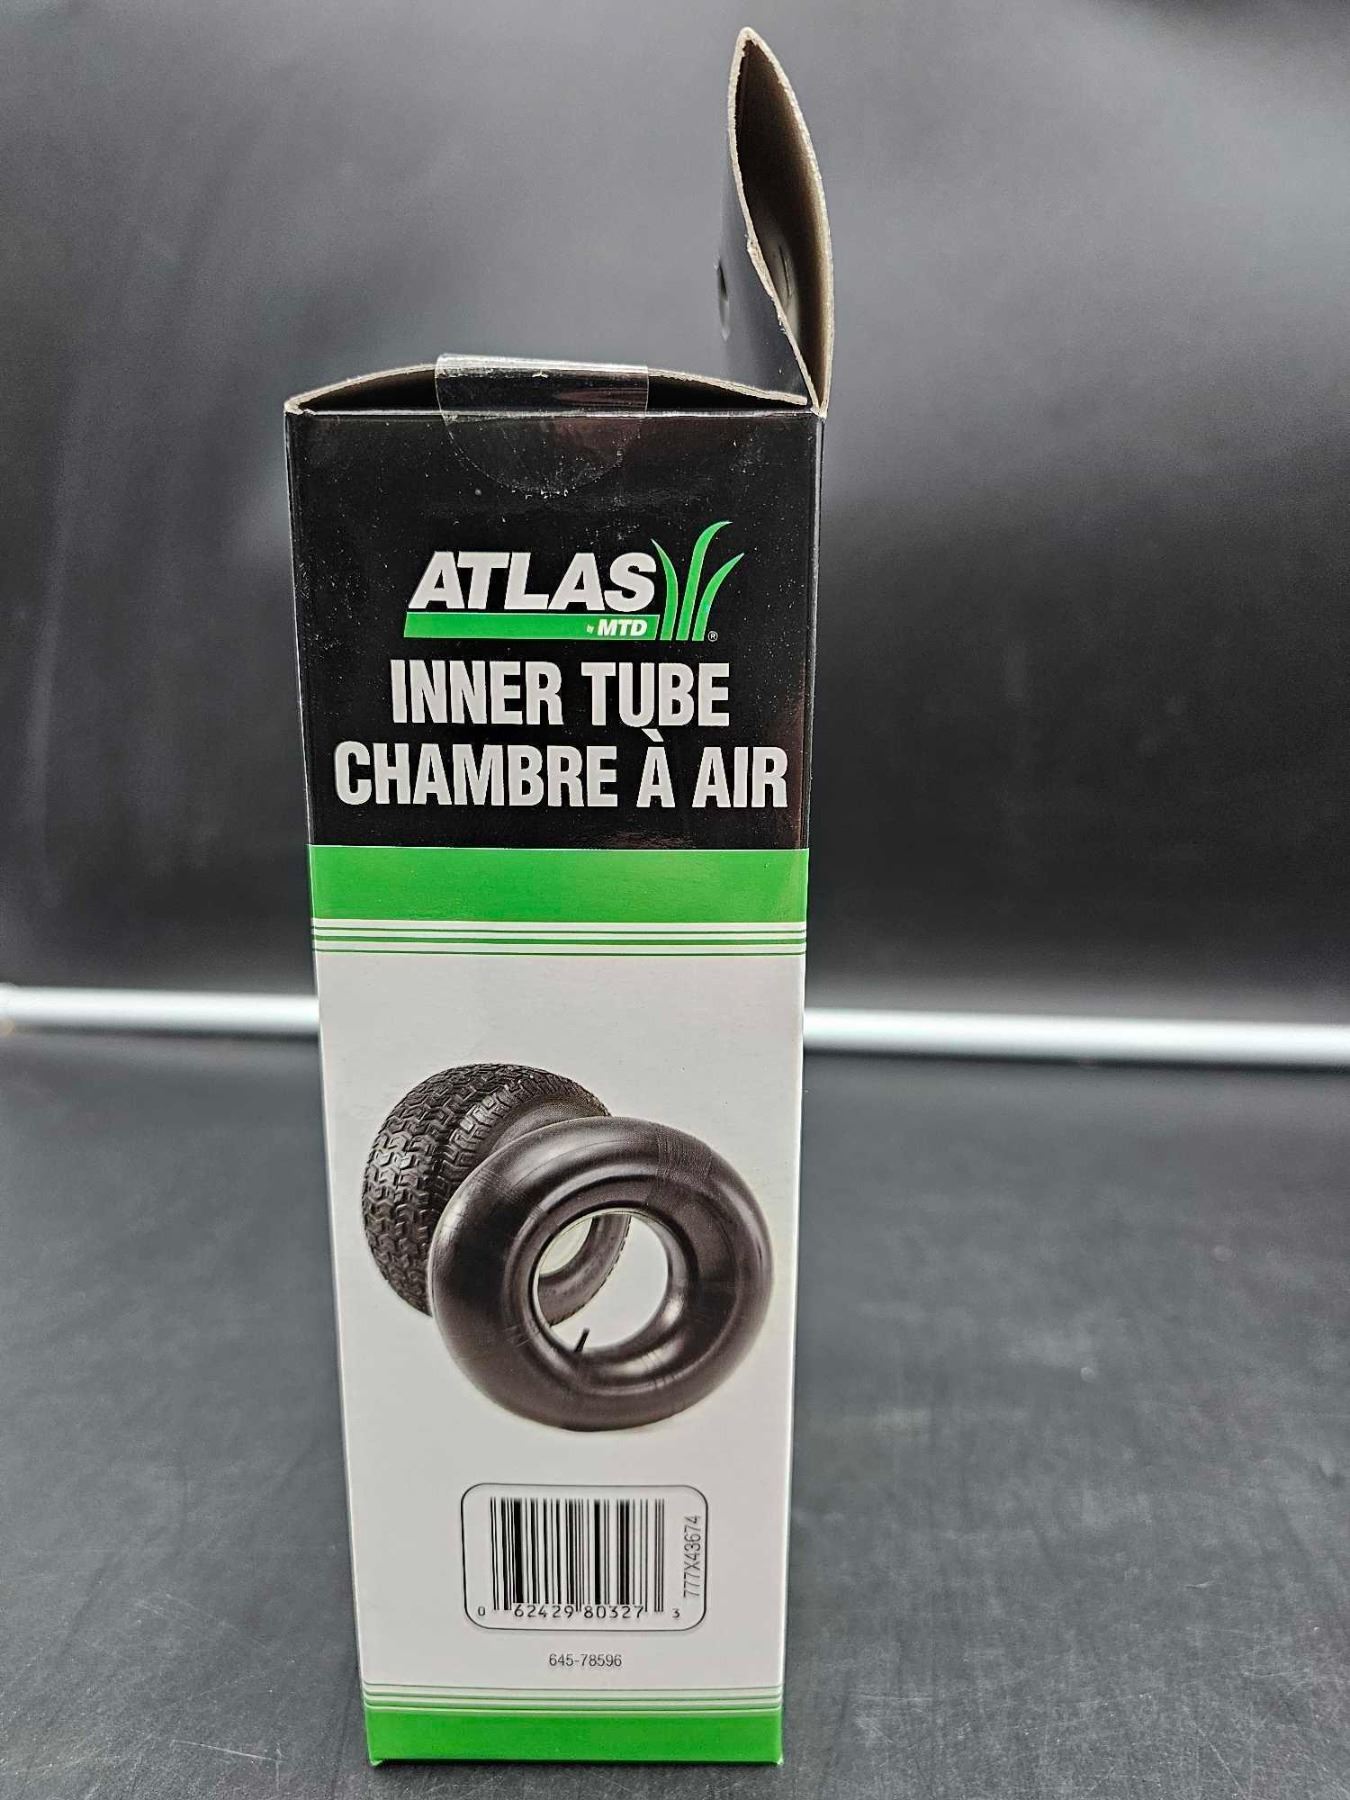 ATLAS
by MTD
®
INNER TUBE
CHAMBRE À AIR
777X43674
0 62429 80327 3
645-78596